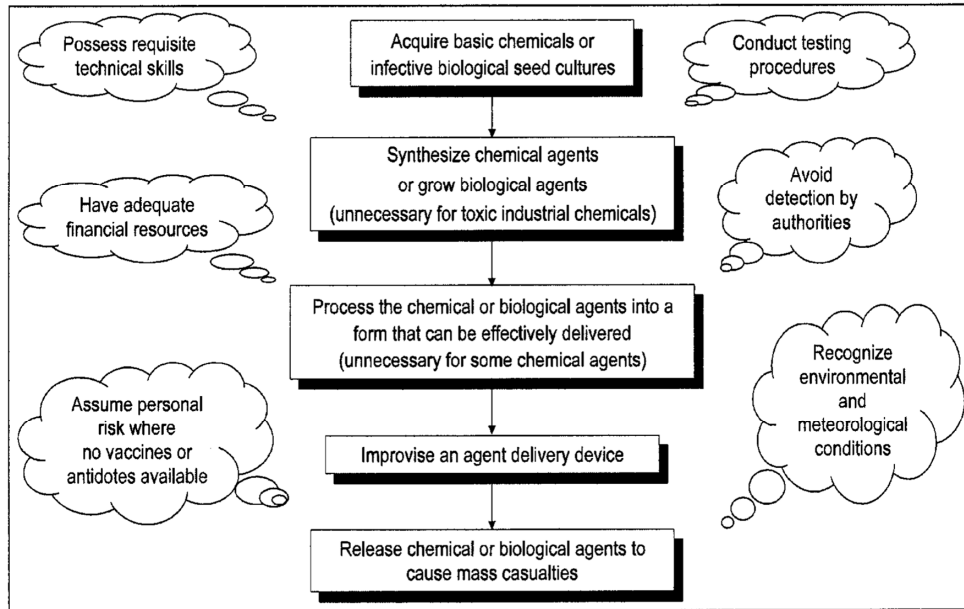 Possess requisite
technical skills
Acquire basic chemicals or
infective biological seed cultures
Conduct testing
procedures
Synthesize chemical agents
or grow biological agents
(unnecessary for toxic industrial chemicals)
Have adequate
financial resources
Avoid
detection by
authorities
Process the chemical or biological agents into a
form that can be effectively delivered
(unnecessary for some chemical agents)
Assume personal
risk where
no vaccines or
antidotes available
Recognize
environmental
and
meteorological
conditions
Improvise an agent delivery device
Release chemical or biological agents to
cause mass casualties